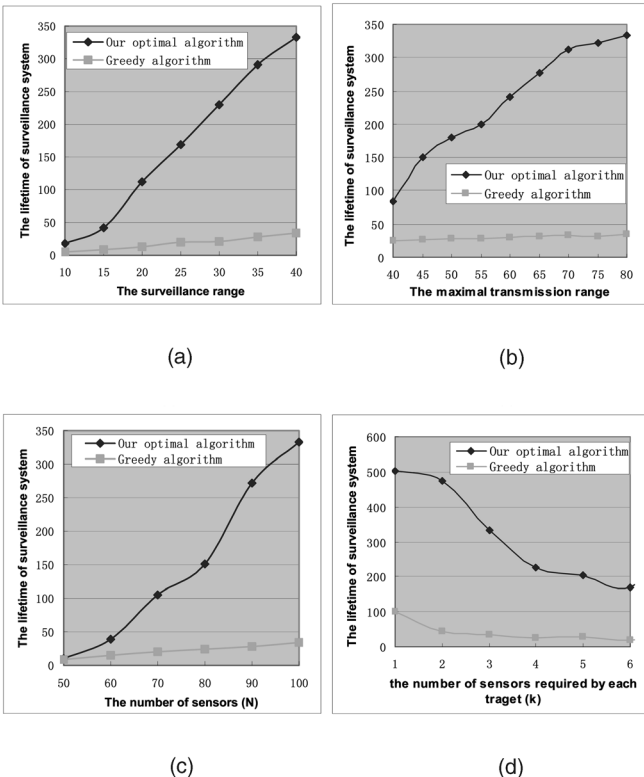 350
300
250
200
150
100
50
0
Our optimal algorithm
Greedy algorithm
The lifetime of surveillance system
10 15 20 25 30 35 40
The surveillance range
(a)
350
300
250
200
150
100
50
0
Our optimal algorithm
Greedy algorithm
The lifetime of surveillance system
40 45 50 55 60 65 70 75 80
The maximal transmission range
(b)
350
300
250
200
150
100
50
0
Our optimal algorithm
Greedy algorithm
The lifetime of surveillance system
50 60 70 80 90 100
The number of sensors (N)
(c)
600
500
400
300
200
100
0
Our optimal algorithm
Greedy algorithm
The lifetime of surveillance system
1 2 3 4 5 6
the number of sensors required by each
traget (k)
(d)